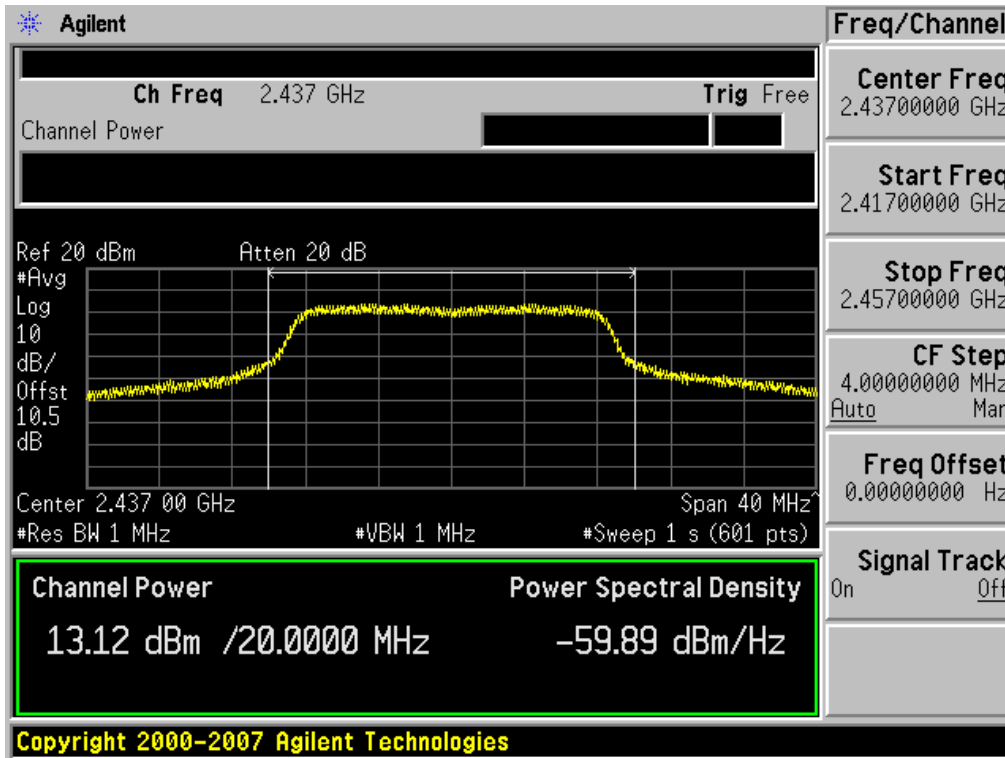 Agilent
Freq/Channel
Ch Freq 2.437 GHz Trig Free
Channel Power
Center Freq
2.43700000 GHz
Start Freq
2.41700000 GHz
Stop Freq
2.45700000 GHz
CF Step
4.00000000 MHz
Auto Man
Freq Offset
0.00000000 Hz
Signal Track
On Off
Ref 20 dBm Atten 20 dB
#Avg
Log
10
dB/
Offst
10.5
dB
Center 2.437 00 GHz Span 40 MHz^
#Res BW 1 MHz #VBW 1 MHz #Sweep 1 s (601 pts)
Channel Power Power Spectral Density
13.12 dBm /20.0000 MHz -59.89 dBm/Hz
Copyright 2000-2007 Agilent Technologies